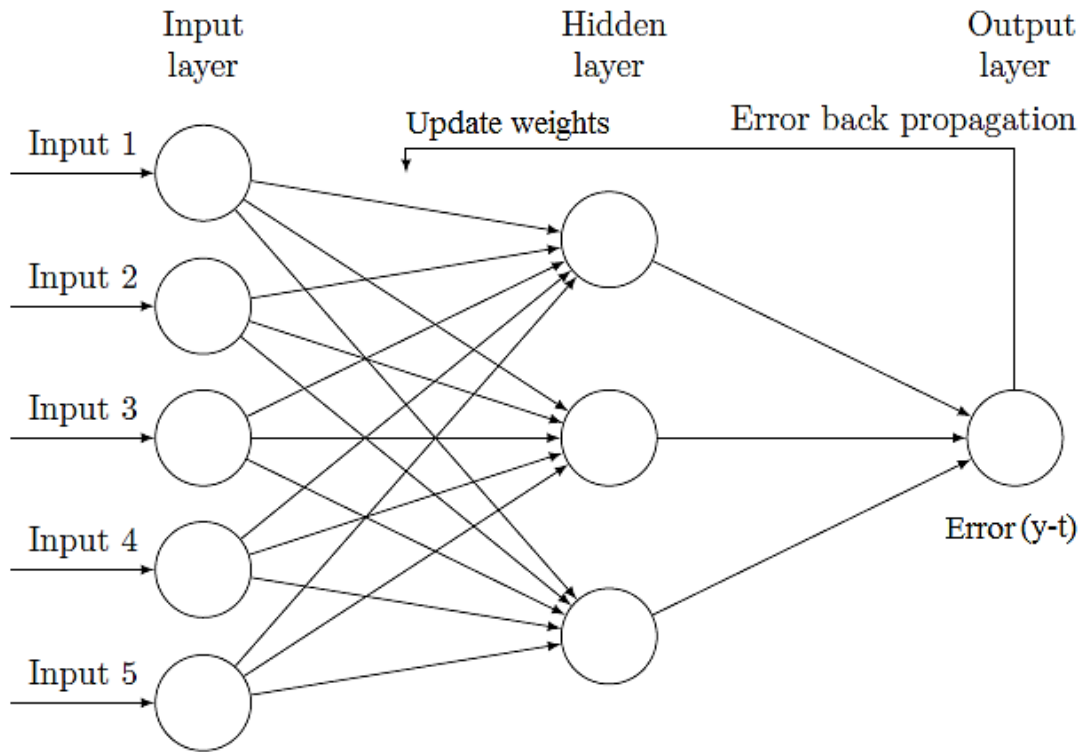 Input
layer
Hidden
layer
Output
layer
Update weights
Error back propagation
Input 1
Input 2
Input 3
Input 4
Input 5
Error (y-t)